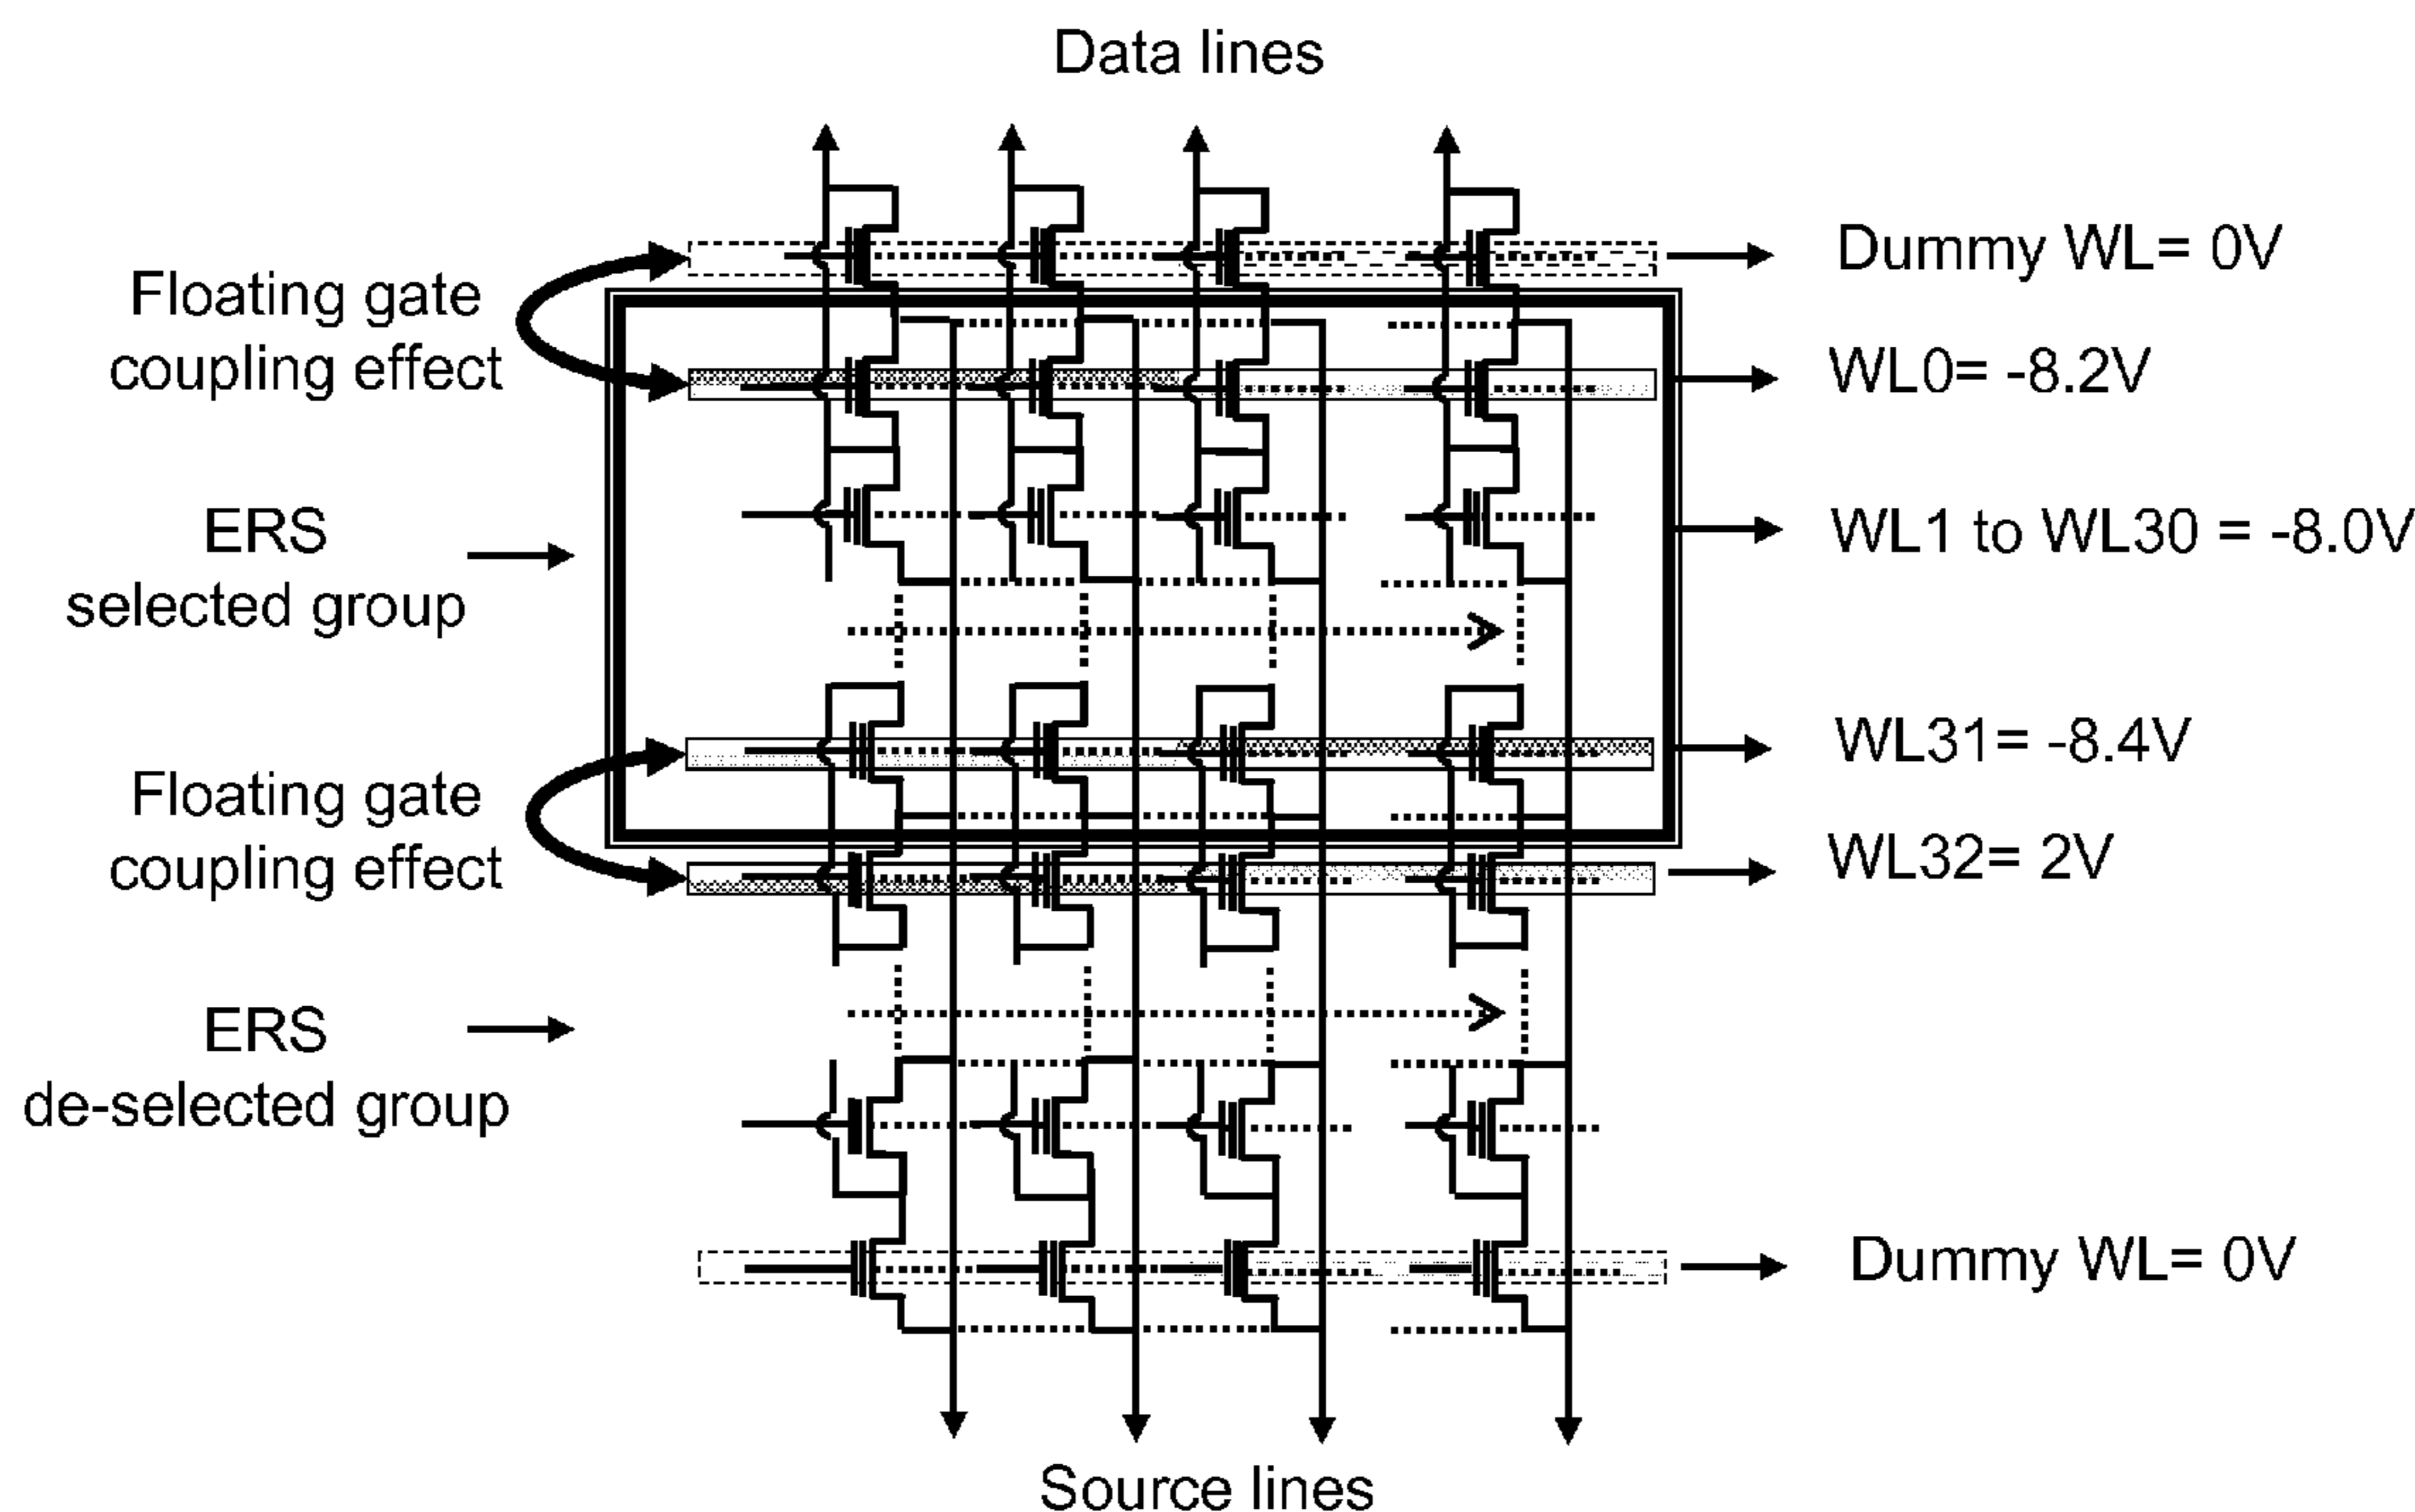 Data lines
Dummy WL= 0V
Floating gate
coupling effect
WL0= -8.2V
ERS
selected group
WL1 to WL30 = -8.0V
WL31= -8.4V
Floating gate
coupling effect
WL32= 2V
ERS
de-selected group
Dummy WL= 0V
Source lines